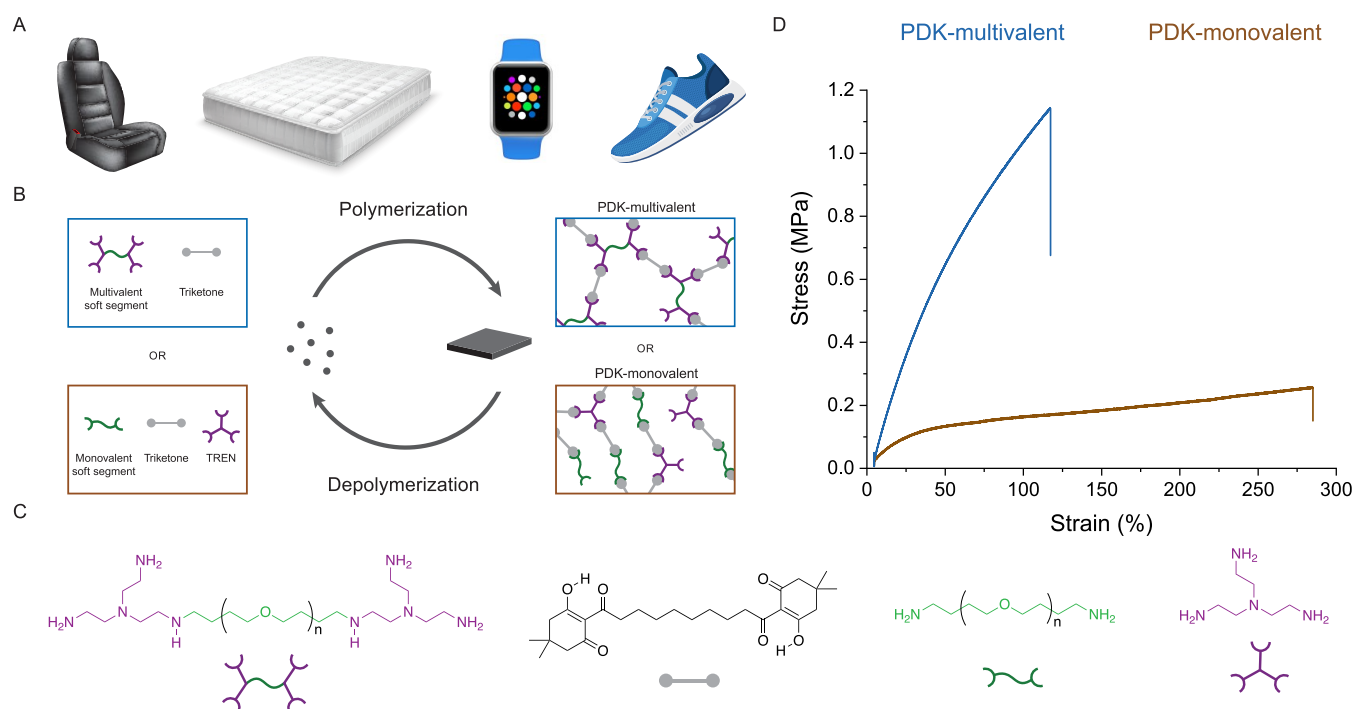 A
B
Polymerization
Multivalent
soft segment
Triketone
PDK-multivalent
OR
OR
PDK-monovalent
Monovalent
soft segment
Triketone
TREN
Depolymerization
C
NH2
H2N
N
N
H
O
n
N
H
N
NH2
NH2
O
H
O
O
O
O
O
H
H2N
O
n
NH2
NH2
H2N
N
NH2
D
PDK-multivalent
PDK-monovalent
Stress (MPa)
1.2
1.0
0.8
0.6
0.4
0.2
0.0
0
50
100
150
200
250
300
Strain (%)